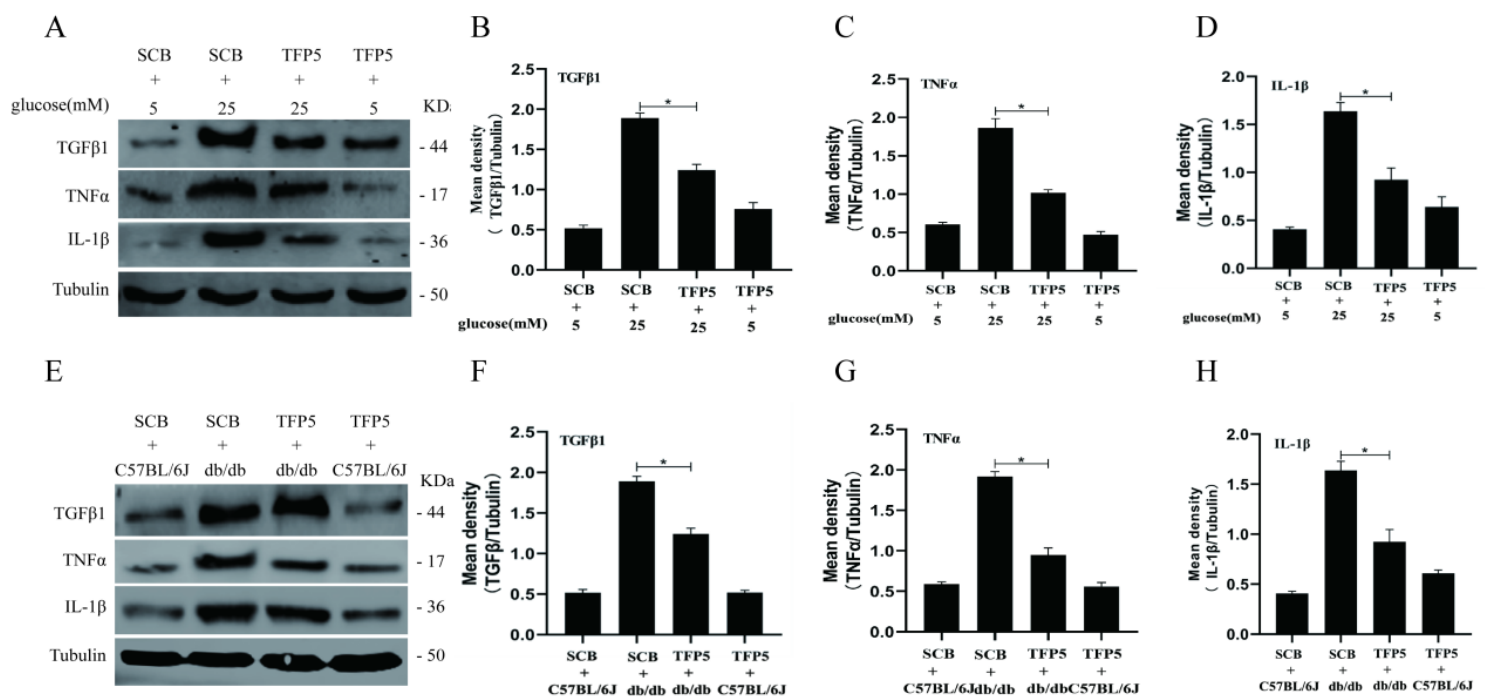 A
SCB SCB TFP5 TFP5
+ + + +
glucose(mM) 5 25 25 5 KD
TGFβ1 - 44
TNFα - 17
IL-1β - 36
Tubulin - 50
B
TGFβ1
*
Mean density
( TGFβ1/Tubulin)
2.5
2.0
1.5
1.0
0.5
0.0
SCB SCB TFP5 TFP5
+ + + +
glucose(mM) 5 25 25 5
C
TNFα
*
Mean density
(TNFα/Tubulin)
2.5
2.0
1.5
1.0
0.5
0.0
SCB SCB TFP5 TFP5
+ + + +
glucose(mM) 5 25 25 5
D
IL-1β
*
Mean density
(IL-1β/Tubulin)
2.0
1.5
1.0
0.5
0.0
SCB SCB TFP5 TFP5
+ + + +
glucose(mM) 5 25 25 5
E
SCB SCB TFP5 TFP5
+ + + +
C57BL/6J db/db db/db C57BL/6J
KDa
TGFβ1 - 44
TNFα - 17
IL-1β - 36
Tubulin - 50
F
TGFβ1
*
Mean density
(TGFβ/Tubulin)
2.5
2.0
1.5
1.0
0.5
0.0
SCB SCB TFP5 TFP5
+ + + +
C57BL/6J db/db db/db C57BL/6J
G
TNFα
*
Mean density
(TNFα/Tubulin)
2.5
2.0
1.5
1.0
0.5
0.0
SCB SCB TFP5 TFP5
+ + + +
C57BL/6J db/db db/db C57BL/6J
H
IL-1β
*
Mean density
( IL-1β/Tubulin)
2.0
1.5
1.0
0.5
0.0
SCB SCB TFP5 TFP5
+ + + +
C57BL/6J db/db db/db C57BL/6J